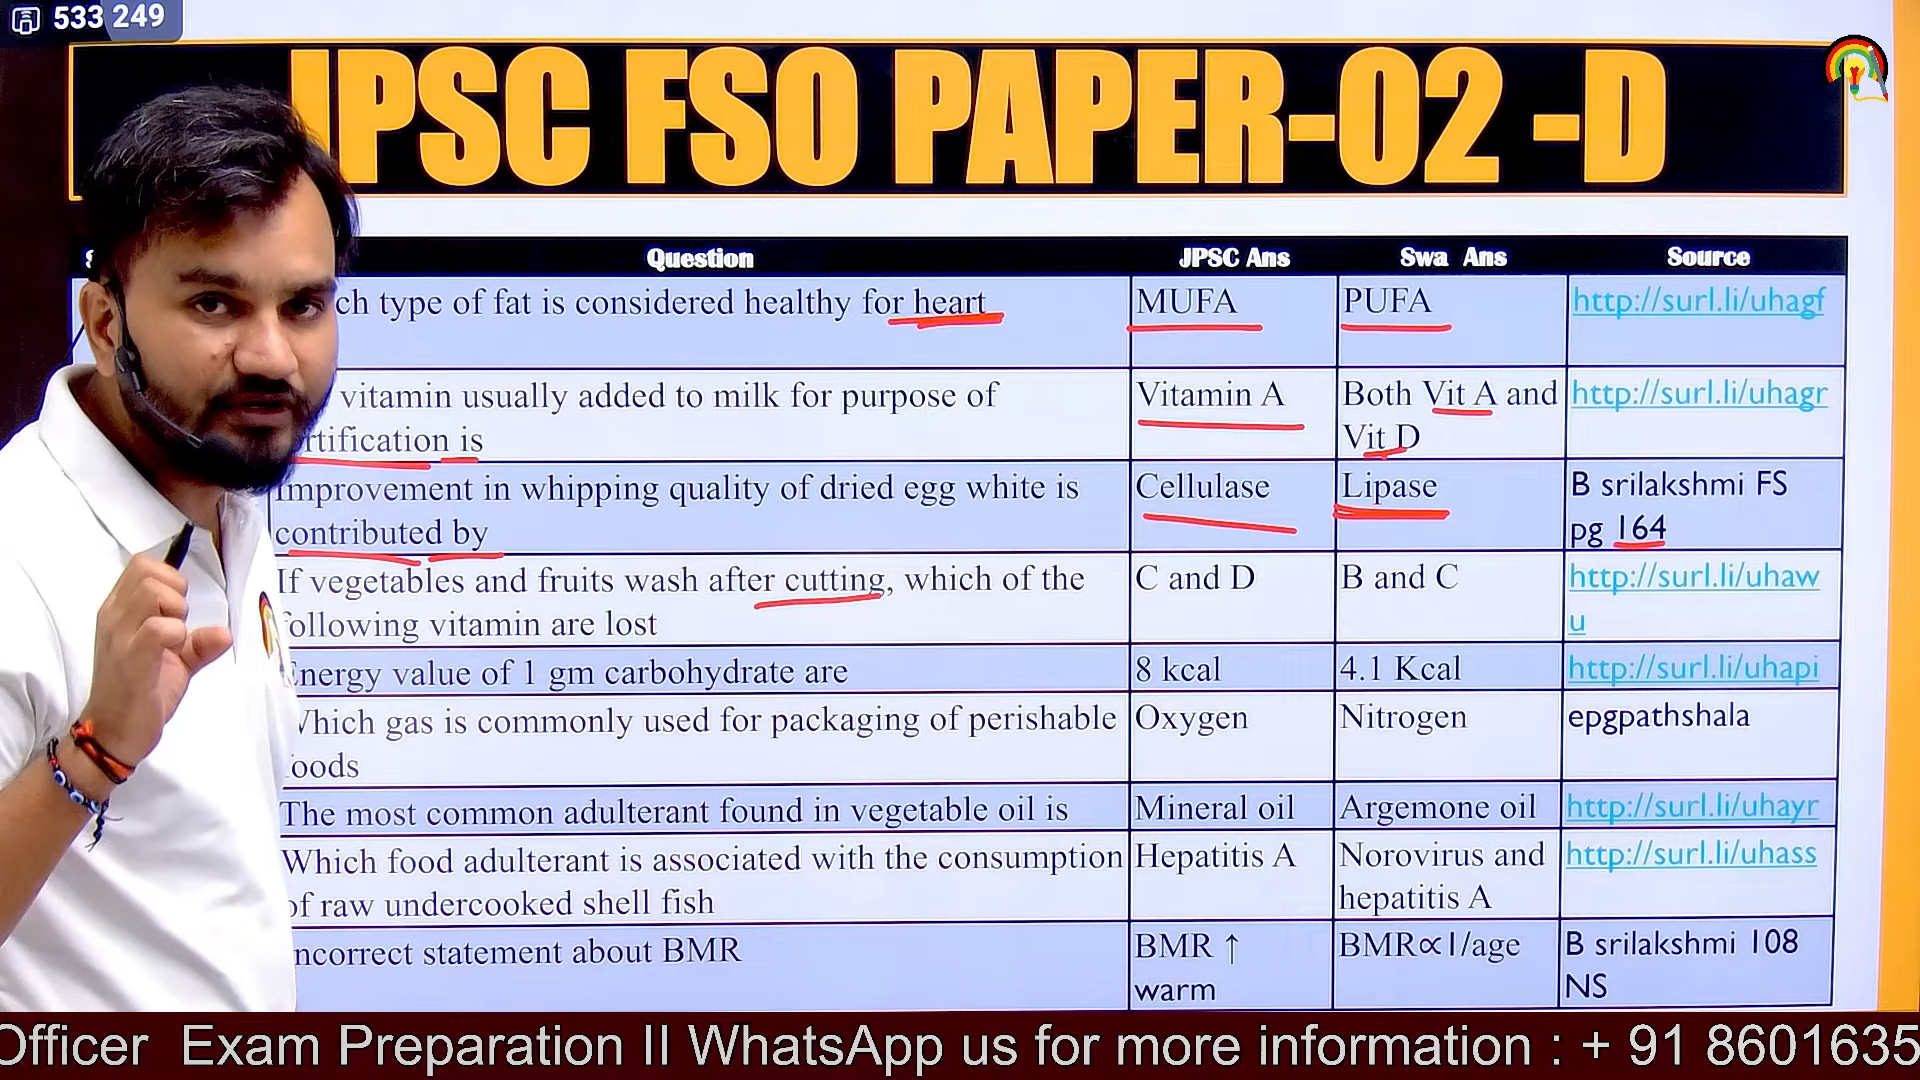 533 249
JPSC FSO PAPER-02 -D
Question JPSC Ans Swa Ans Source
type of fat is considered healthy for heart MUFA PUFA http://surl.li/uhagf
vitamin usually added to milk for purpose of Vitamin A Both Vit A and http://surl.li/uhagr
is Vit D
Improvement in whipping quality of dried egg white is Cellulase Lipase B srilakshmi FS
contributed by pg 164
If vegetables and fruits wash after cutting, which of the C and D B and C http://surl.li/uhaw
following vitamin are lost u
Energy value of 1 gm carbohydrate are 8 kcal 4.1 Kcal http://surl.li/uhapi
Which gas is commonly used for packaging of perishable Oxygen Nitrogen epgpathshala
foods
The most common adulterant found in vegetable oil is Mineral oil Argemone oil http://surl.li/uhayr
Which food adulterant is associated with the consumption Hepatitis A Norovirus and http://surl.li/uhass
of raw undercooked shell fish hepatitis A
Incorrect statement about BMR BMR ↑ BMR∝1/age B srilakshmi 108
warm NS
Officer Exam Preparation II WhatsApp us for more information : + 91 8601635